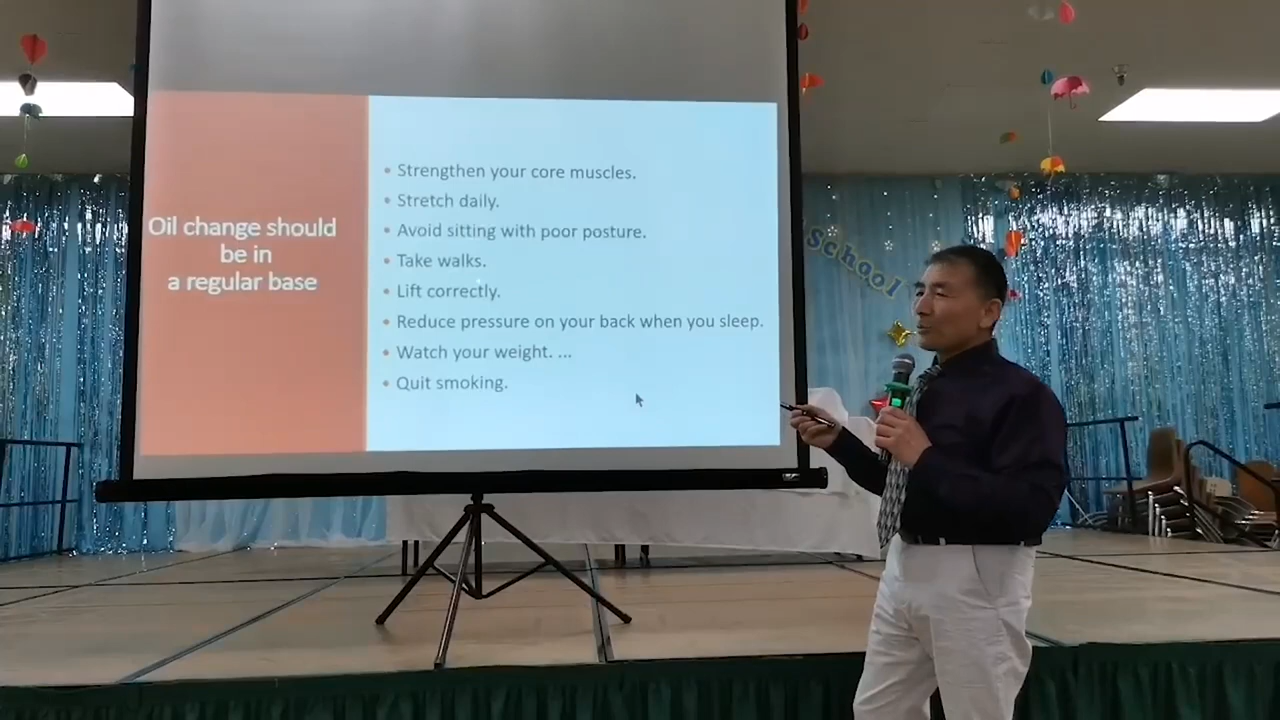 Oil change should
be in
a regular base
• Strengthen your core muscles.
• Stretch daily.
• Avoid sitting with poor posture.
• Take walks.
• Lift correctly.
• Reduce pressure on your back when you sleep.
• Watch your weight. ...
• Quit smoking.
School